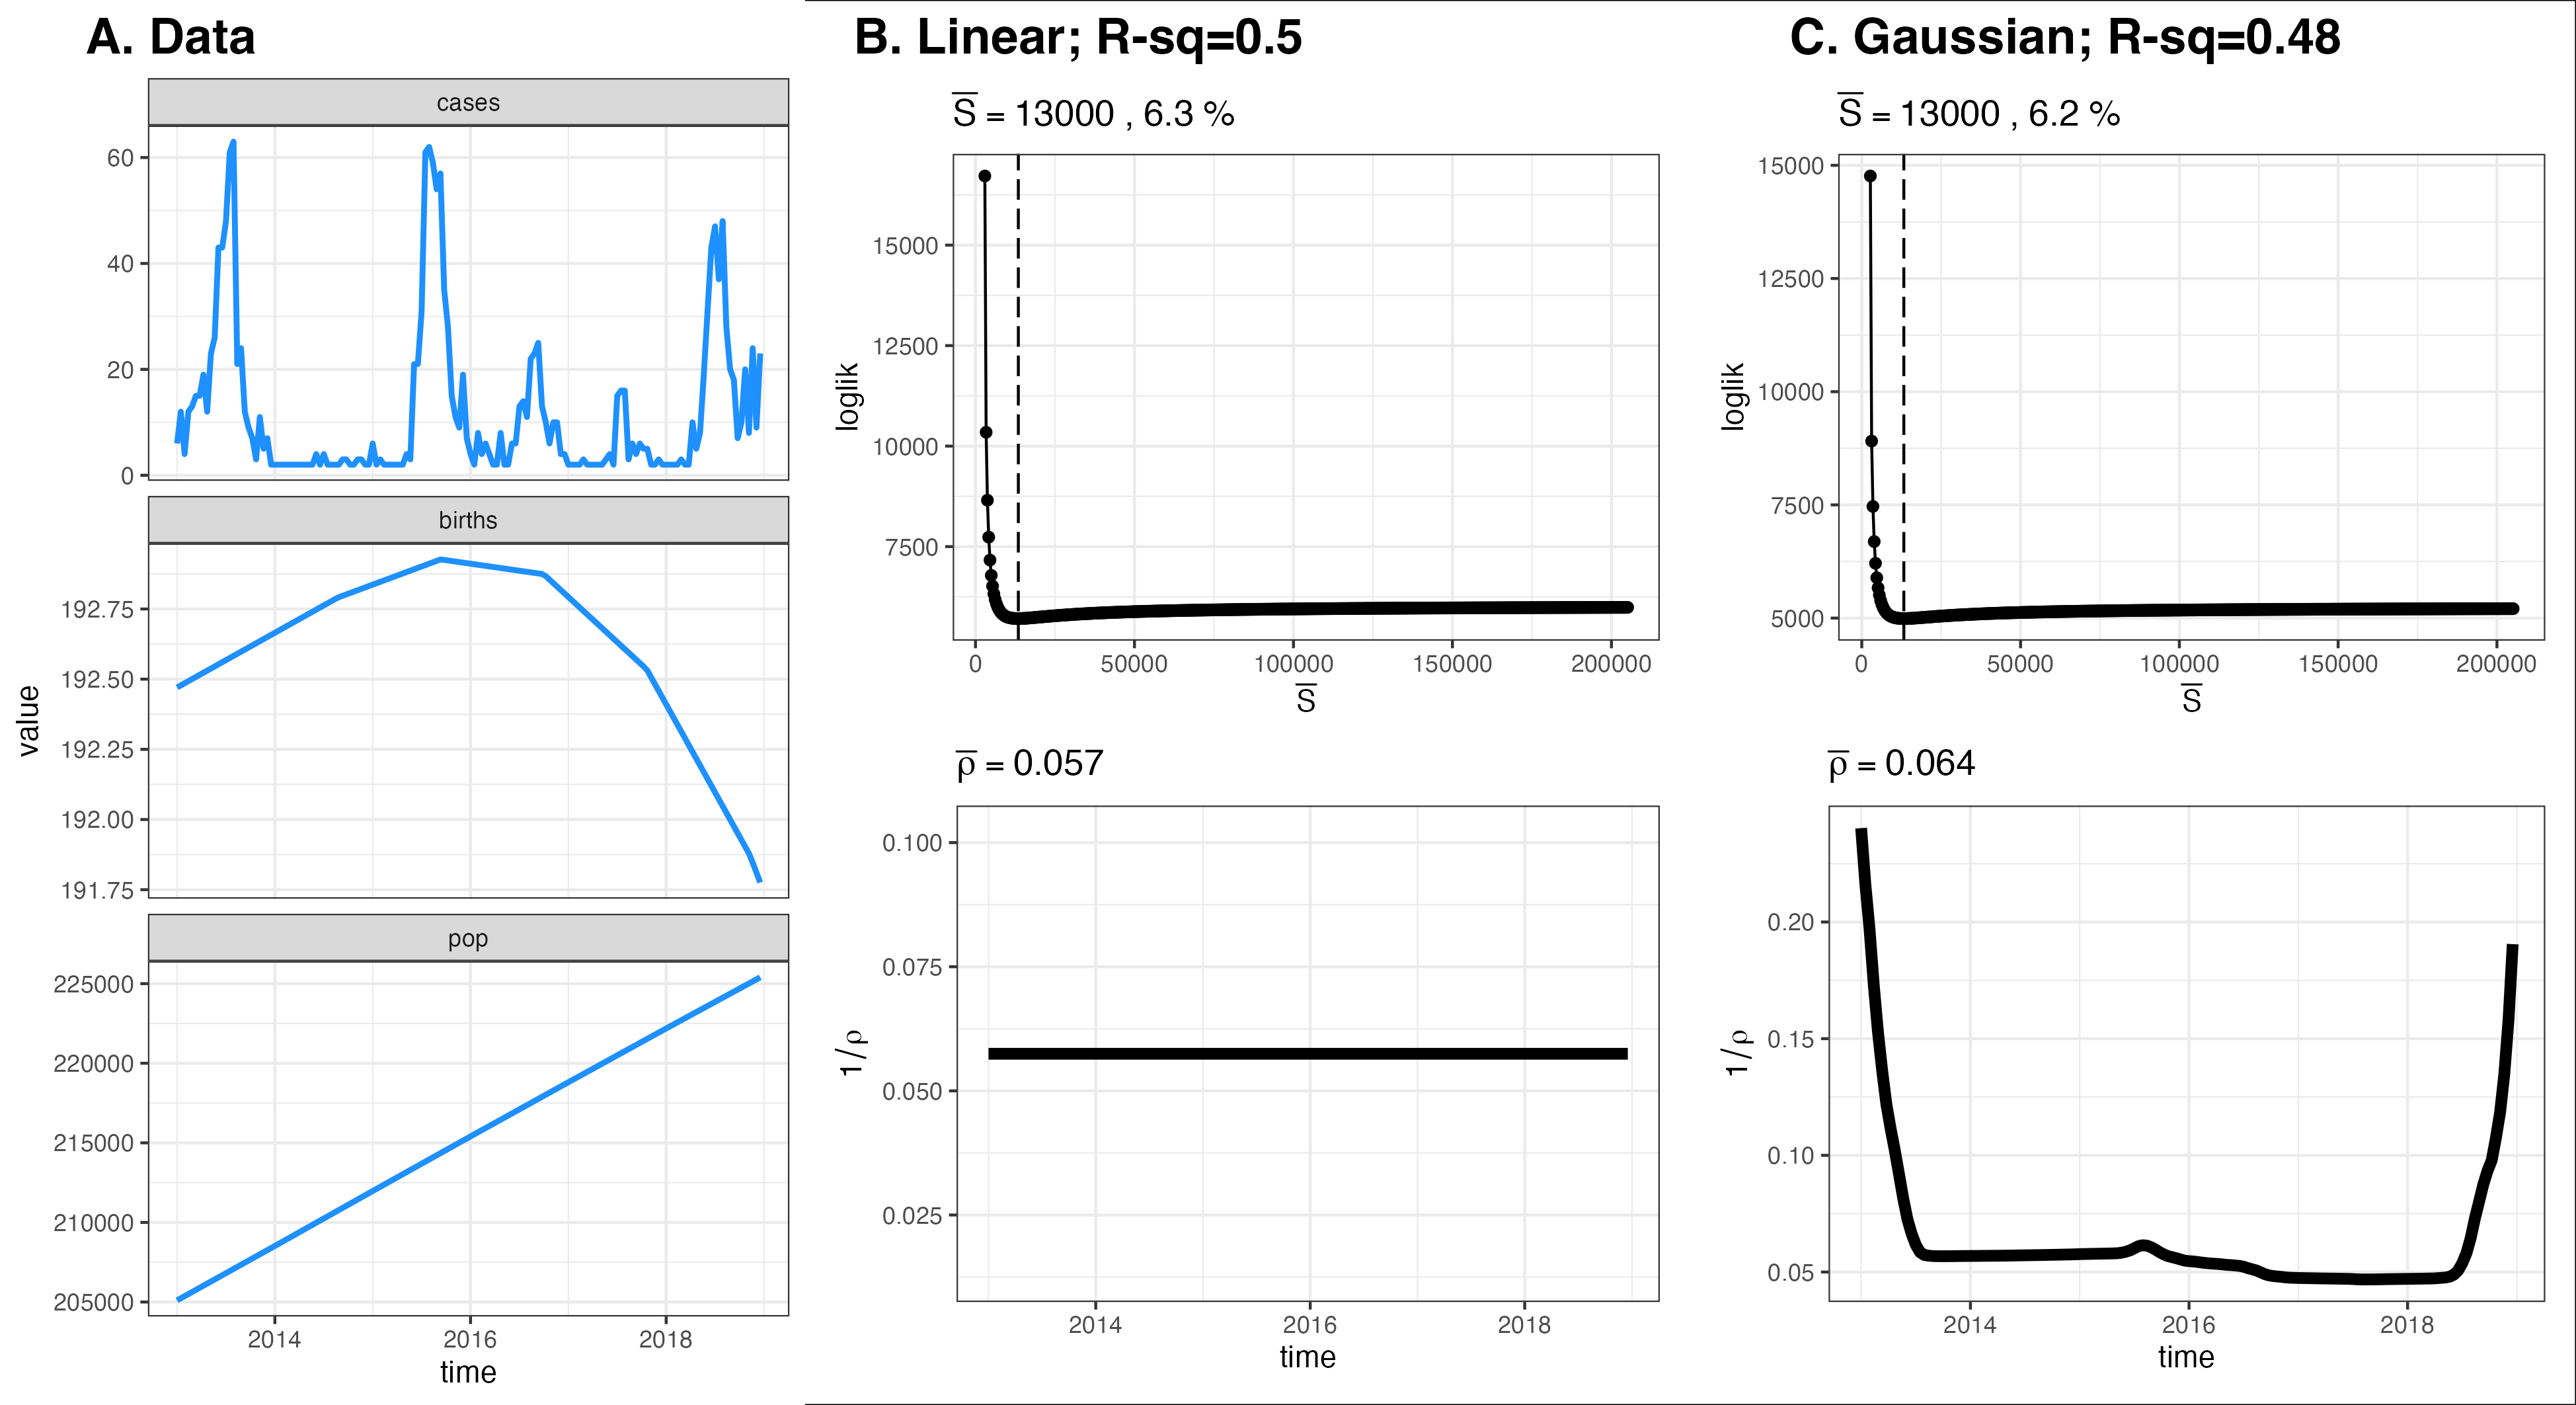 A. Data
cases
60
40
20
0
births
192.75
192.50
192.25
192.00
191.75
pop
225000
220000
215000
210000
205000
2014 2016 2018
time
value
B. Linear; R-sq=0.5
S̅ = 13000 , 6.3 %
15000
12500
10000
7500
loglik
0 50000 100000 150000 200000
S̅
ρ̅ = 0.057
0.100
0.075
0.050
0.025
1/ρ
2014 2016 2018
time
C. Gaussian; R-sq=0.48
S̅ = 13000 , 6.2 %
15000
12500
10000
7500
5000
loglik
0 50000 100000 150000 200000
S̅
ρ̅ = 0.064
0.20
0.15
0.10
0.05
1/ρ
2014 2016 2018
time